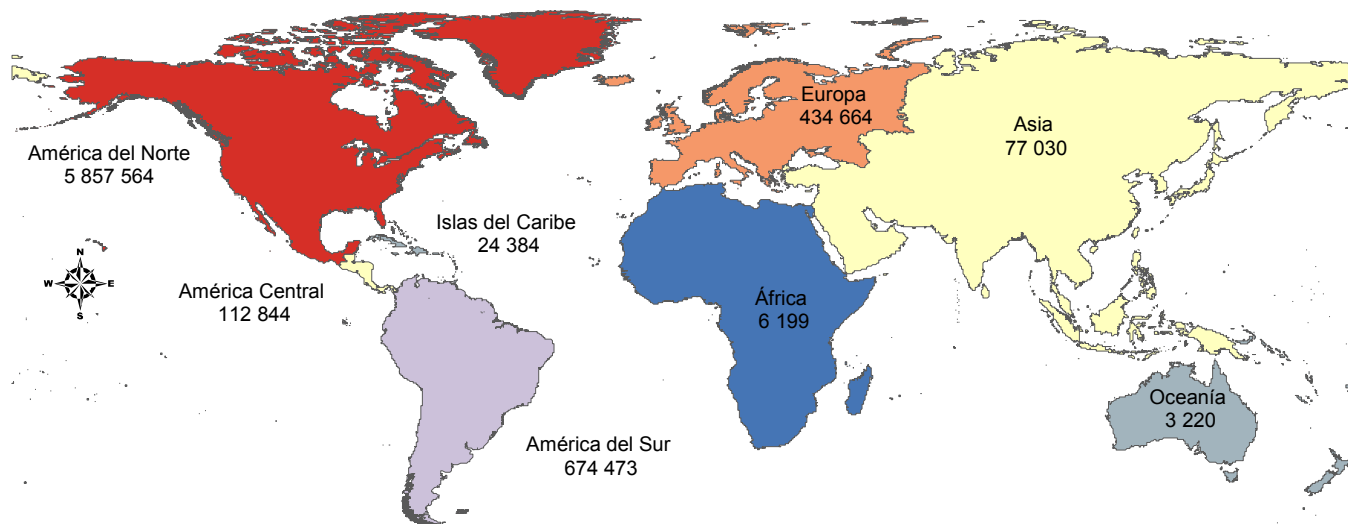 Europa
434 664
Asia
77 030
América del Norte
5 857 564
Islas del Caribe
24 384
N
W E
S
América Central
112 844
África
6 199
Oceanía
3 220
América del Sur
674 473